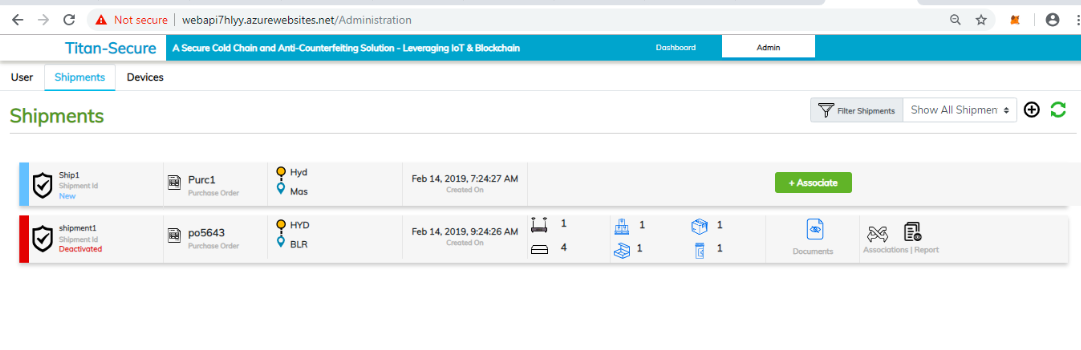 Not secure | webapi7hlyy.azurewebsites.net/Administration
Titan-Secure A Secure Cold Chain and Anti-Counterfeiting Solution - Leveraging IoT & Blockchain Dashboard Admin
User Shipments Devices
Shipments
Filter Shipments Show All Shipmen
Ship1
Shipment Id
New
Purc1
Purchase Order
Hyd
Mas
Feb 14, 2019, 7:24:27 AM
Created On
+ Associate
shipment1
Shipment Id
Deactivated
po5643
Purchase Order
HYD
BLR
Feb 14, 2019, 9:24:26 AM
Created On
1
4
1
1
1
1
Documents
Associations | Report